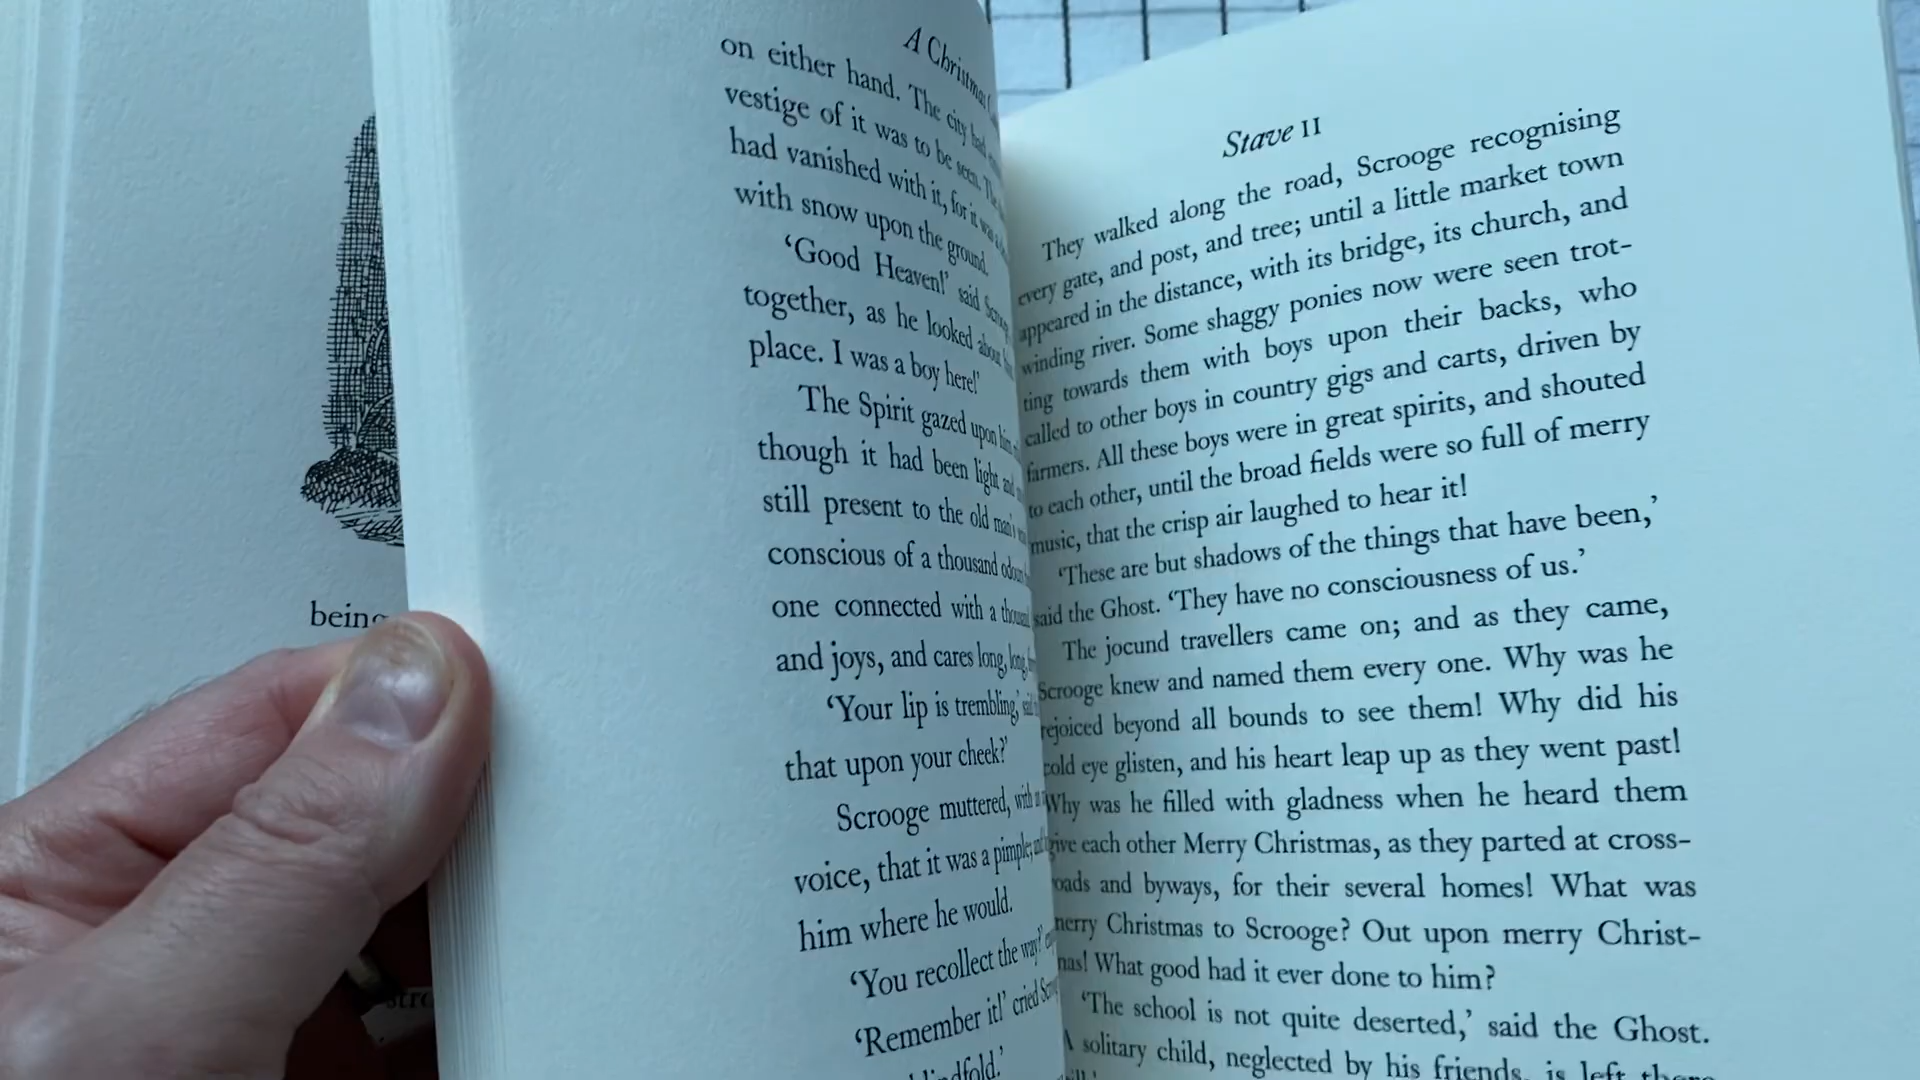 being
A Christmas
on either hand. The city had
vestige of it was to be seen. The
had vanished with it, for it was a
with snow upon the ground.
‘Good Heaven!’ said
together, as he looked about
place. I was a boy here!’
The Spirit gazed upon
though it had been light and
still present to the old man's
conscious of a thousand
one connected with a
and joys, and cares long, long,
‘Your lip is trembling,’
that upon your cheek?’
Scrooge muttered, with
voice, that it was a pimple; and
him where he would.
‘You recollect the way?’
‘Remember it!’ cried
Stave II
They walked along the road, Scrooge recognising
every gate, and post, and tree; until a little market town
appeared in the distance, with its bridge, its church, and
winding river. Some shaggy ponies now were seen trot-
ting towards them with boys upon their backs, who
called to other boys in country gigs and carts, driven by
farmers. All these boys were in great spirits, and shouted
to each other, until the broad fields were so full of merry
music, that the crisp air laughed to hear it!
‘These are but shadows of the things that have been,’
said the Ghost. ‘They have no consciousness of us.’
The jocund travellers came on; and as they came,
Scrooge knew and named them every one. Why was he
rejoiced beyond all bounds to see them! Why did his
cold eye glisten, and his heart leap up as they went past!
Why was he filled with gladness when he heard them
give each other Merry Christmas, as they parted at cross-
roads and byways, for their several homes! What was
merry Christmas to Scrooge? Out upon merry Christ-
mas! What good had it ever done to him?
‘The school is not quite deserted,’ said the Ghost.
A solitary child, neglected by his friends, is left there